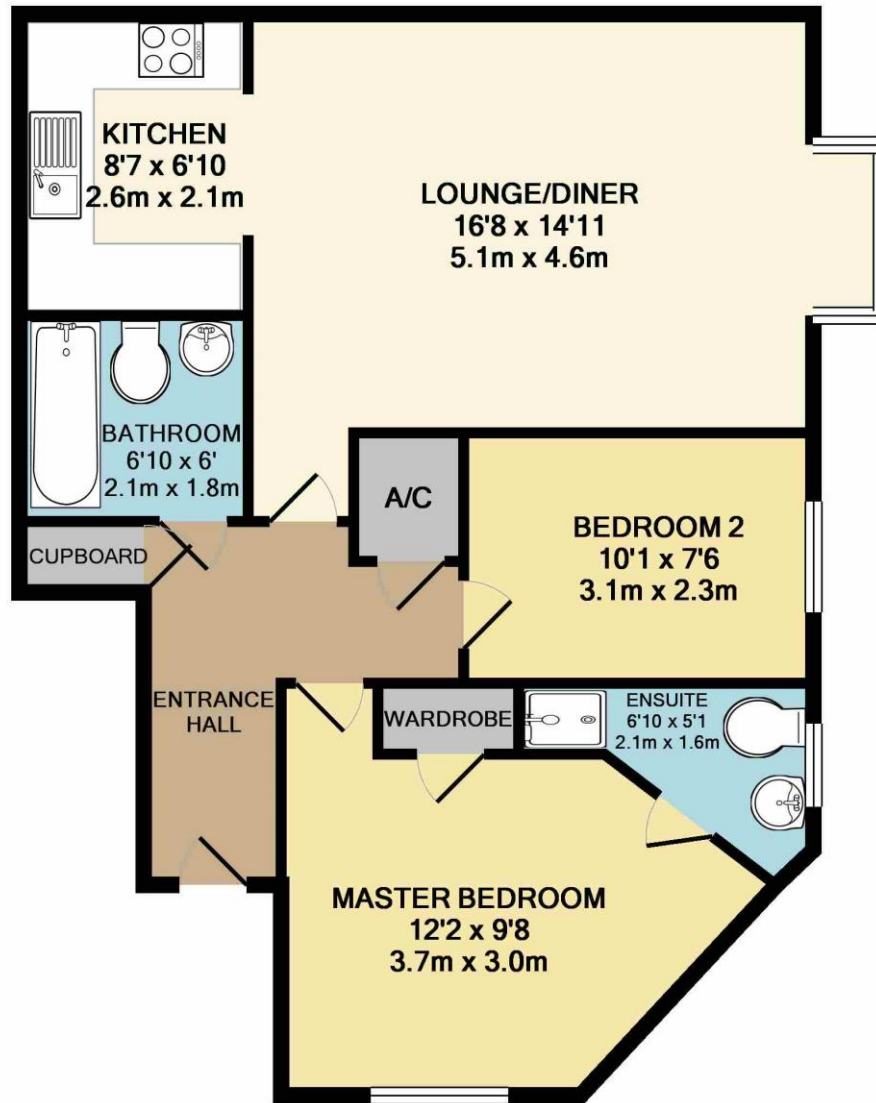 KITCHEN
8'7 x 6'10
2.6m x 2.1m
LOUNGE/DINER
16'8 x 14'11
5.1m x 4.6m
BATHROOM
6'10 x 6'
2.1m x 1.8m
CUPBOARD
A/C
BEDROOM 2
10'1 x 7'6
3.1m x 2.3m
ENTRANCE
HALL
WARDROBE
ENSUITE
6'10 x 5'1
2.1m x 1.6m
MASTER BEDROOM
12'2 x 9'8
3.7m x 3.0m